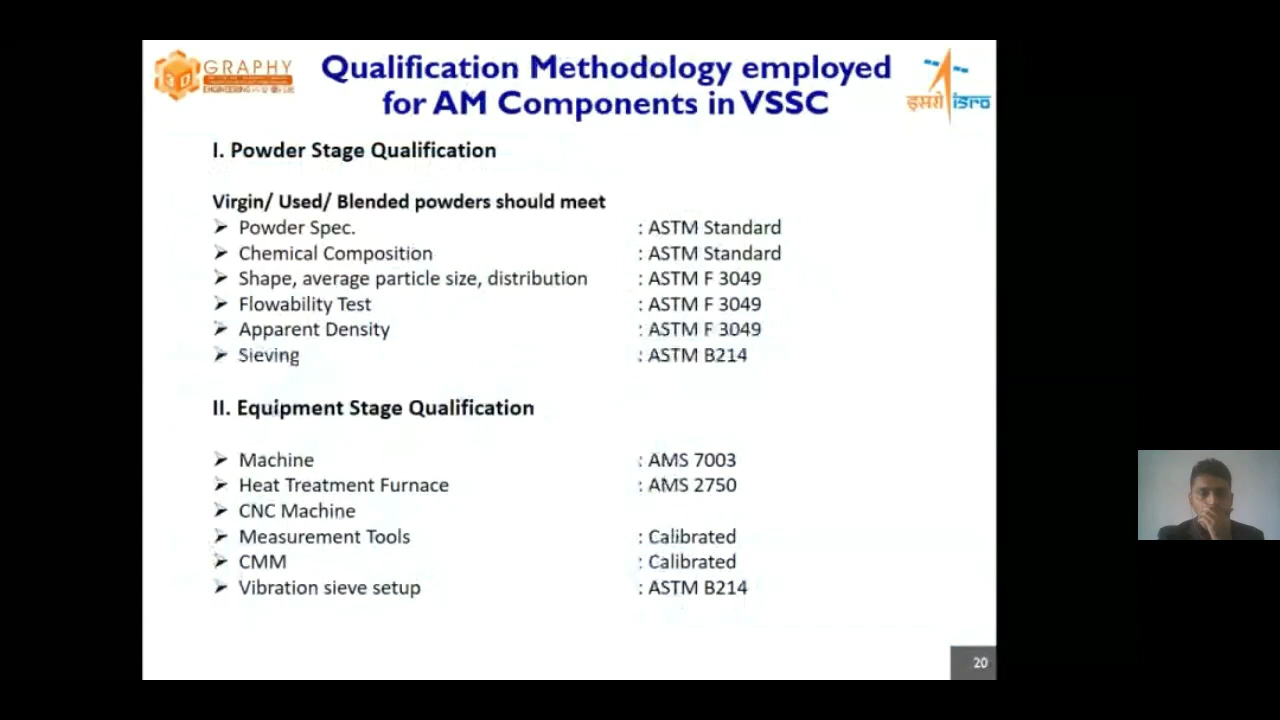 3D GRAPHY
Qualification Methodology employed
for AM Components in VSSC
इसरो isro
I. Powder Stage Qualification
Virgin/ Used/ Blended powders should meet
➢ Powder Spec. : ASTM Standard
➢ Chemical Composition : ASTM Standard
➢ Shape, average particle size, distribution : ASTM F 3049
➢ Flowability Test : ASTM F 3049
➢ Apparent Density : ASTM F 3049
➢ Sieving : ASTM B214
II. Equipment Stage Qualification
➢ Machine : AMS 7003
➢ Heat Treatment Furnace : AMS 2750
➢ CNC Machine
➢ Measurement Tools : Calibrated
➢ CMM : Calibrated
➢ Vibration sieve setup : ASTM B214
20